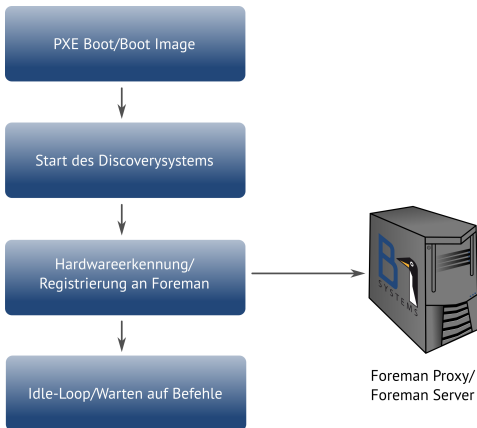 PXE Boot/Boot Image
Start des Discoverysystems
Hardwareerkennung/
Registrierung an Foreman
B
SYSTEMS
Idle-Loop/Warten auf Befehle
Foreman Proxy/
Foreman Server